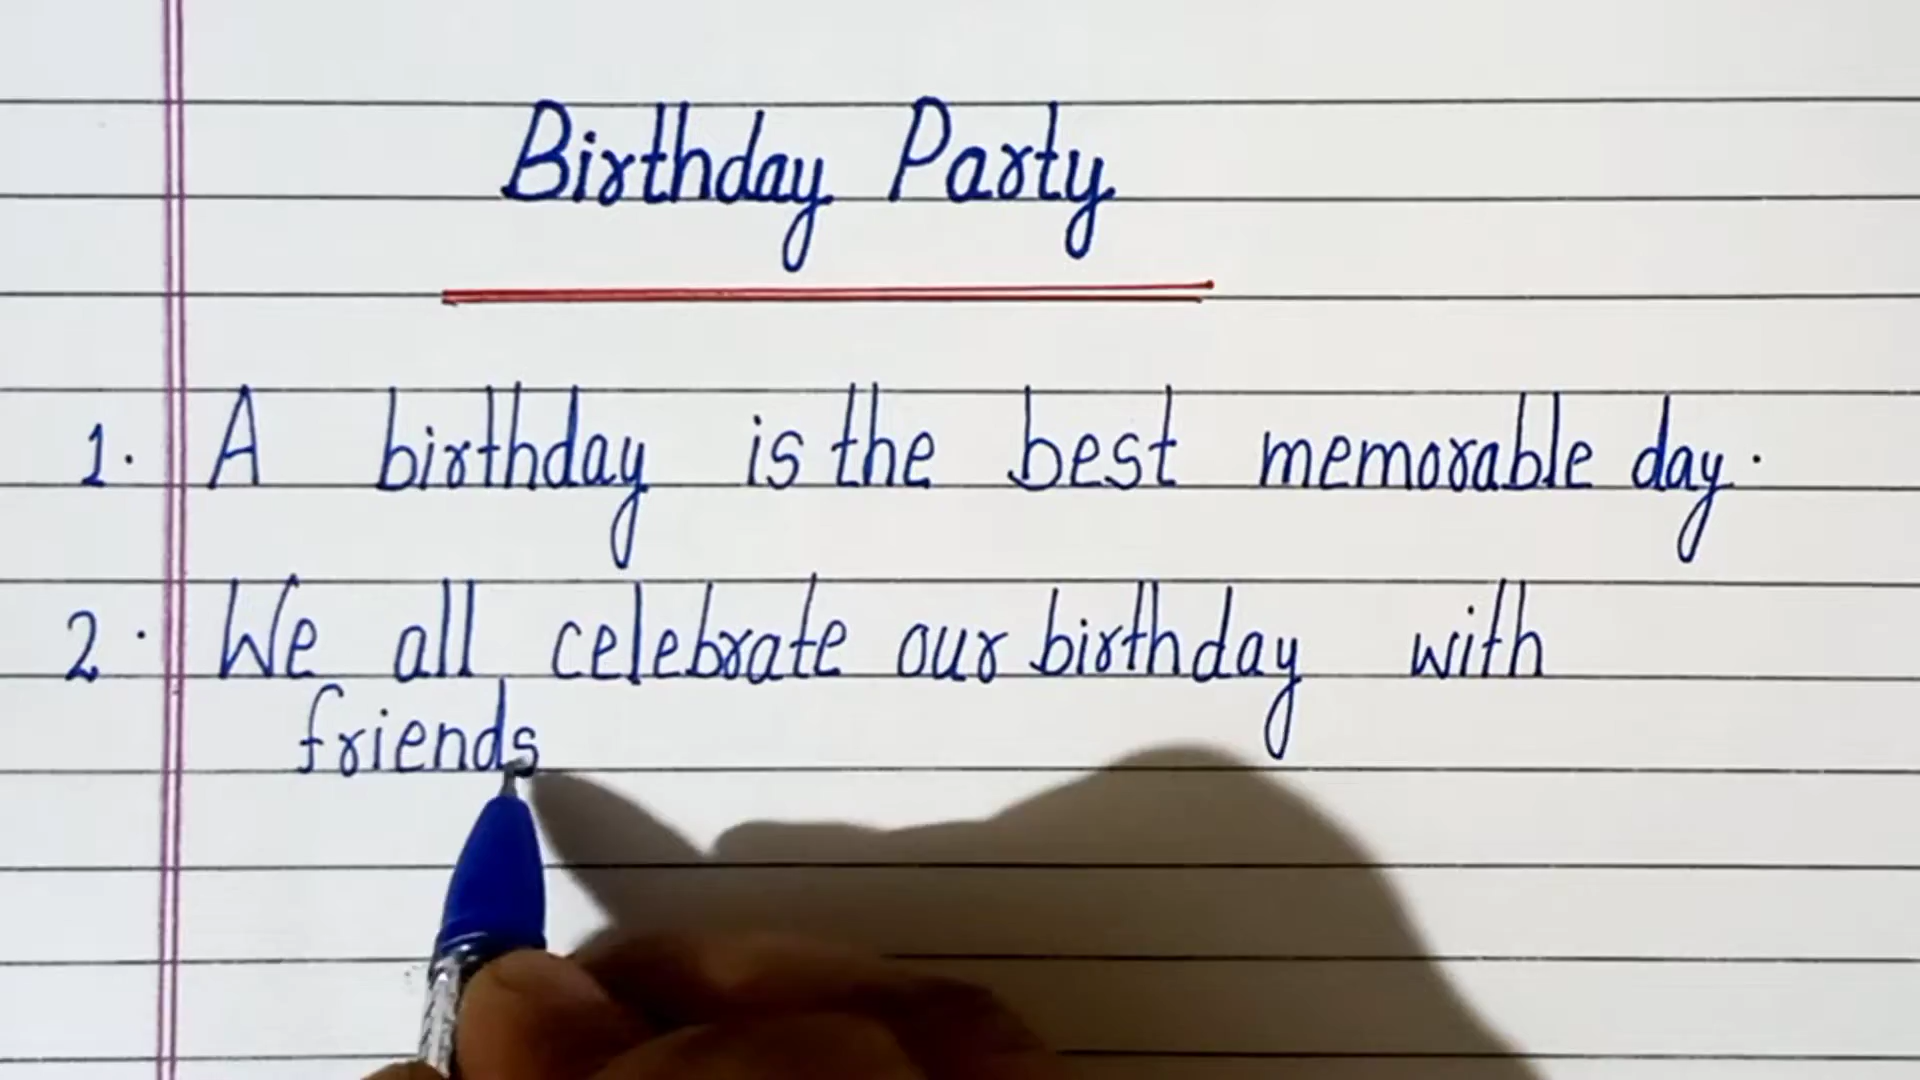 Birthday Party
1. A birthday is the best memorable day.
2. We all celebrate our birthday with
friends